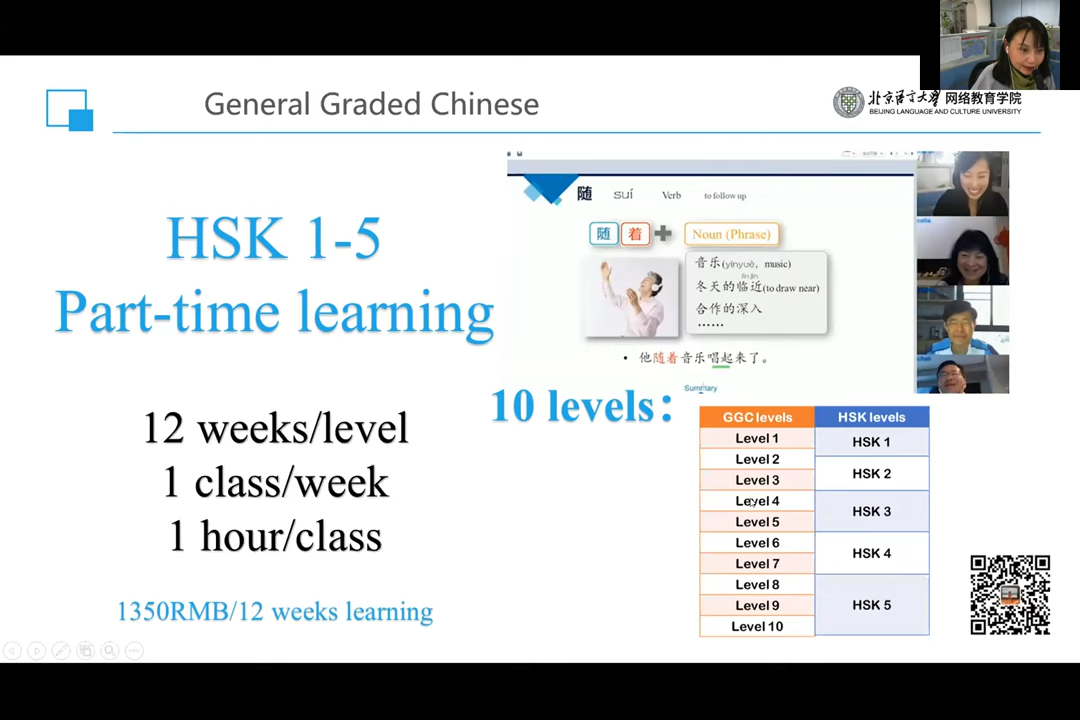 General Graded Chinese
北京语言大学 网络教育学院
BEIJING LANGUAGE AND CULTURE UNIVERSITY
HSK 1-5
Part-time learning
12 weeks/level
1 class/week
1 hour/class
1350RMB/12 weeks learning
随 suí Verb to follow up
随 着 + Noun (Phrase)
音乐(yīnyuè, music)
línjìn
冬天的临近(to draw near)
合作的深入
……
• 他随着音乐唱起来了。
Summary
10 levels：
GGC levels HSK levels
Level 1
HSK 1
Level 2
Level 3
HSK 2
Level 4
Level 5
HSK 3
Level 6
Level 7
HSK 4
Level 8
Level 9
Level 10
HSK 5